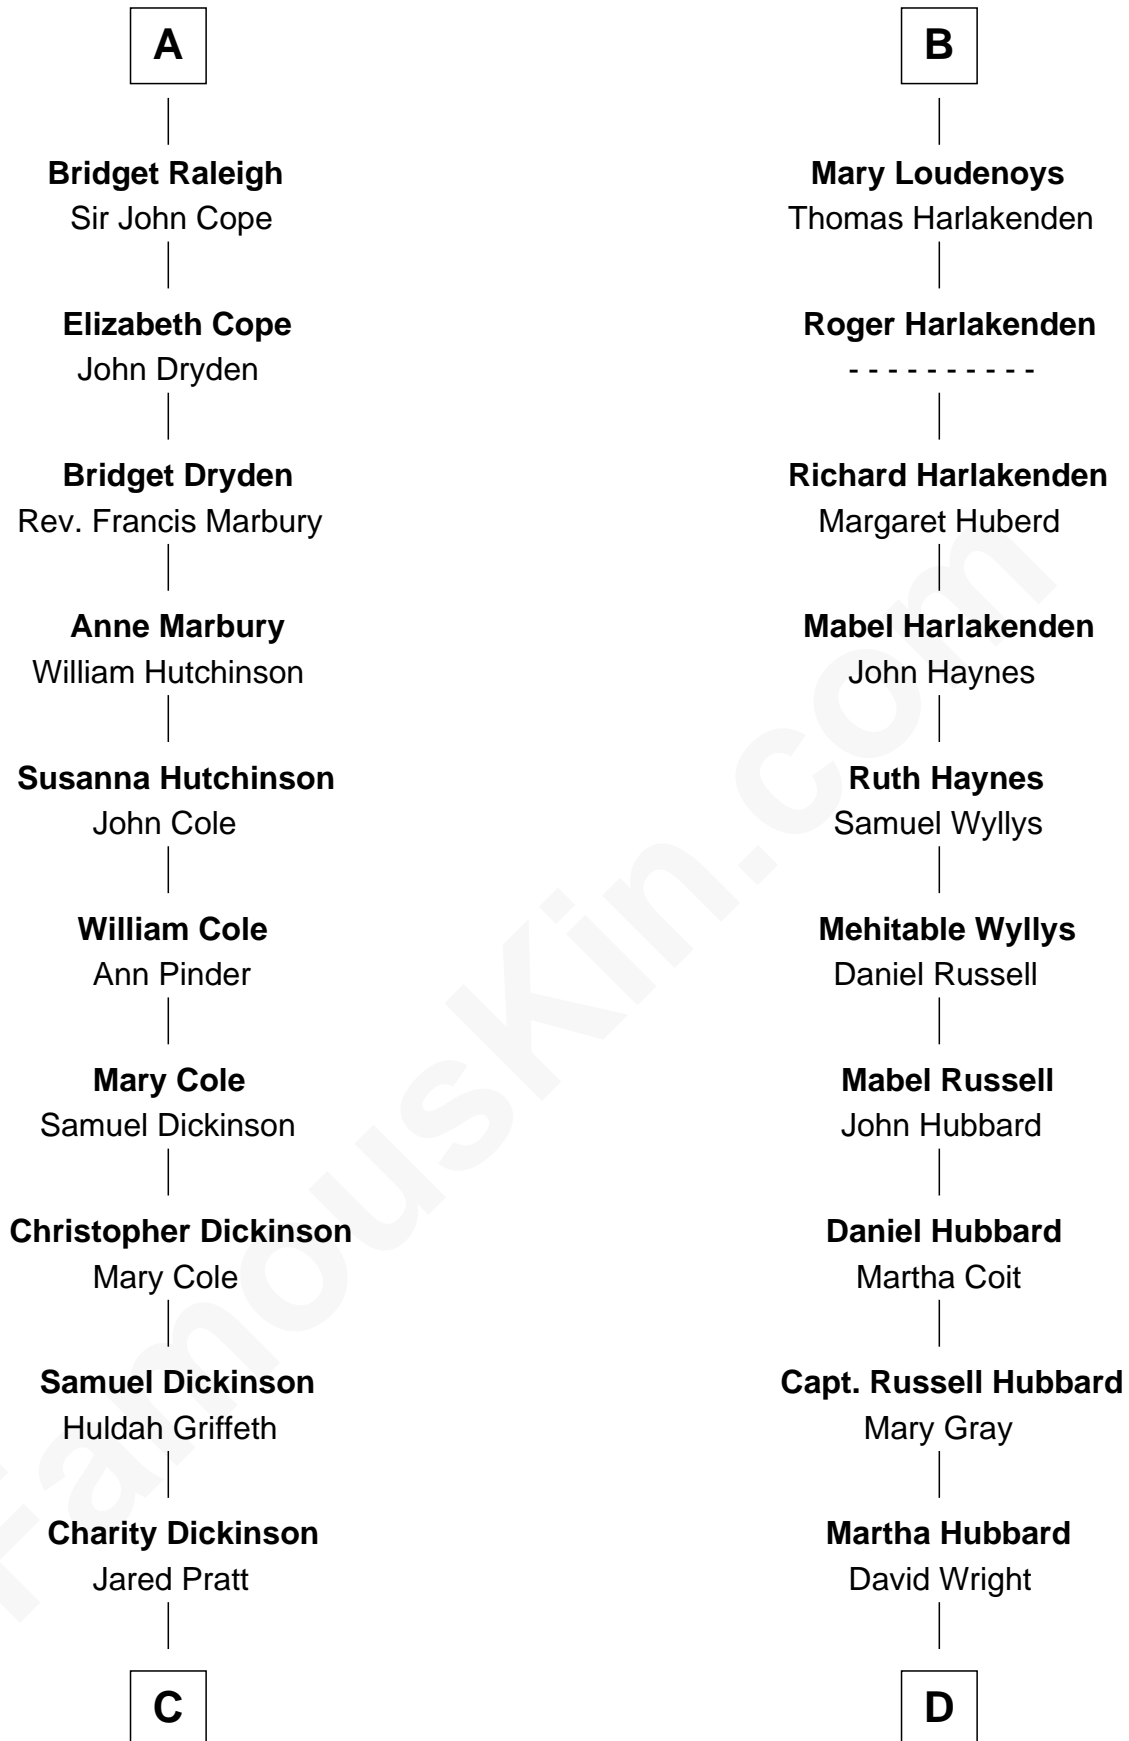 A
Bridget Raleigh
Sir John Cope
Elizabeth Cope
John Dryden
Bridget Dryden
Rev. Francis Marbury
Anne Marbury
William Hutchinson
Susanna Hutchinson
John Cole
William Cole
Ann Pinder
Mary Cole
Samuel Dickinson
Christopher Dickinson
Mary Cole
Samuel Dickinson
Huldah Griffeth
Charity Dickinson
Jared Pratt
C
B
Mary Loudenoys
Thomas Harlakenden
Roger Harlakenden
- - - - - - - - - -
Richard Harlakenden
Margaret Huberd
Mabel Harlakenden
John Haynes
Ruth Haynes
Samuel Wyllys
Mehitable Wyllys
Daniel Russell
Mabel Russell
John Hubbard
Daniel Hubbard
Martha Coit
Capt. Russell Hubbard
Mary Gray
Martha Hubbard
David Wright
D
FamousKin.com